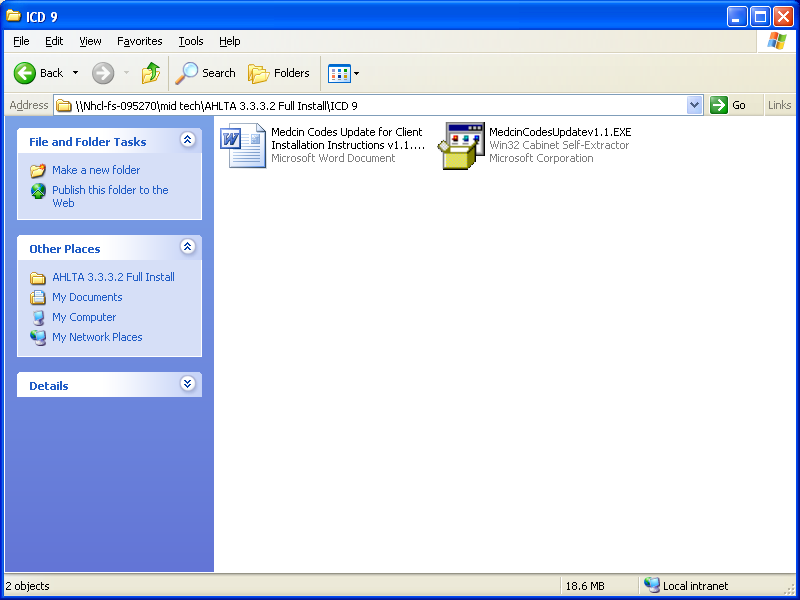 ICD 9
File Edit View Favorites Tools Help
Back Search Folders
Address \\Nhcl-fs-095270\mid tech\AHLTA 3.3.3.2 Full Install\ICD 9 Go Links
File and Folder Tasks
Make a new folder
Publish this folder to the
Web
Other Places
AHLTA 3.3.3.2 Full Install
My Documents
My Computer
My Network Places
Details
Medcin Codes Update for Client
Installation Instructions v1.1....
Microsoft Word Document
MedcinCodesUpdatev1.1.EXE
Win32 Cabinet Self-Extractor
Microsoft Corporation
2 objects 18.6 MB Local intranet